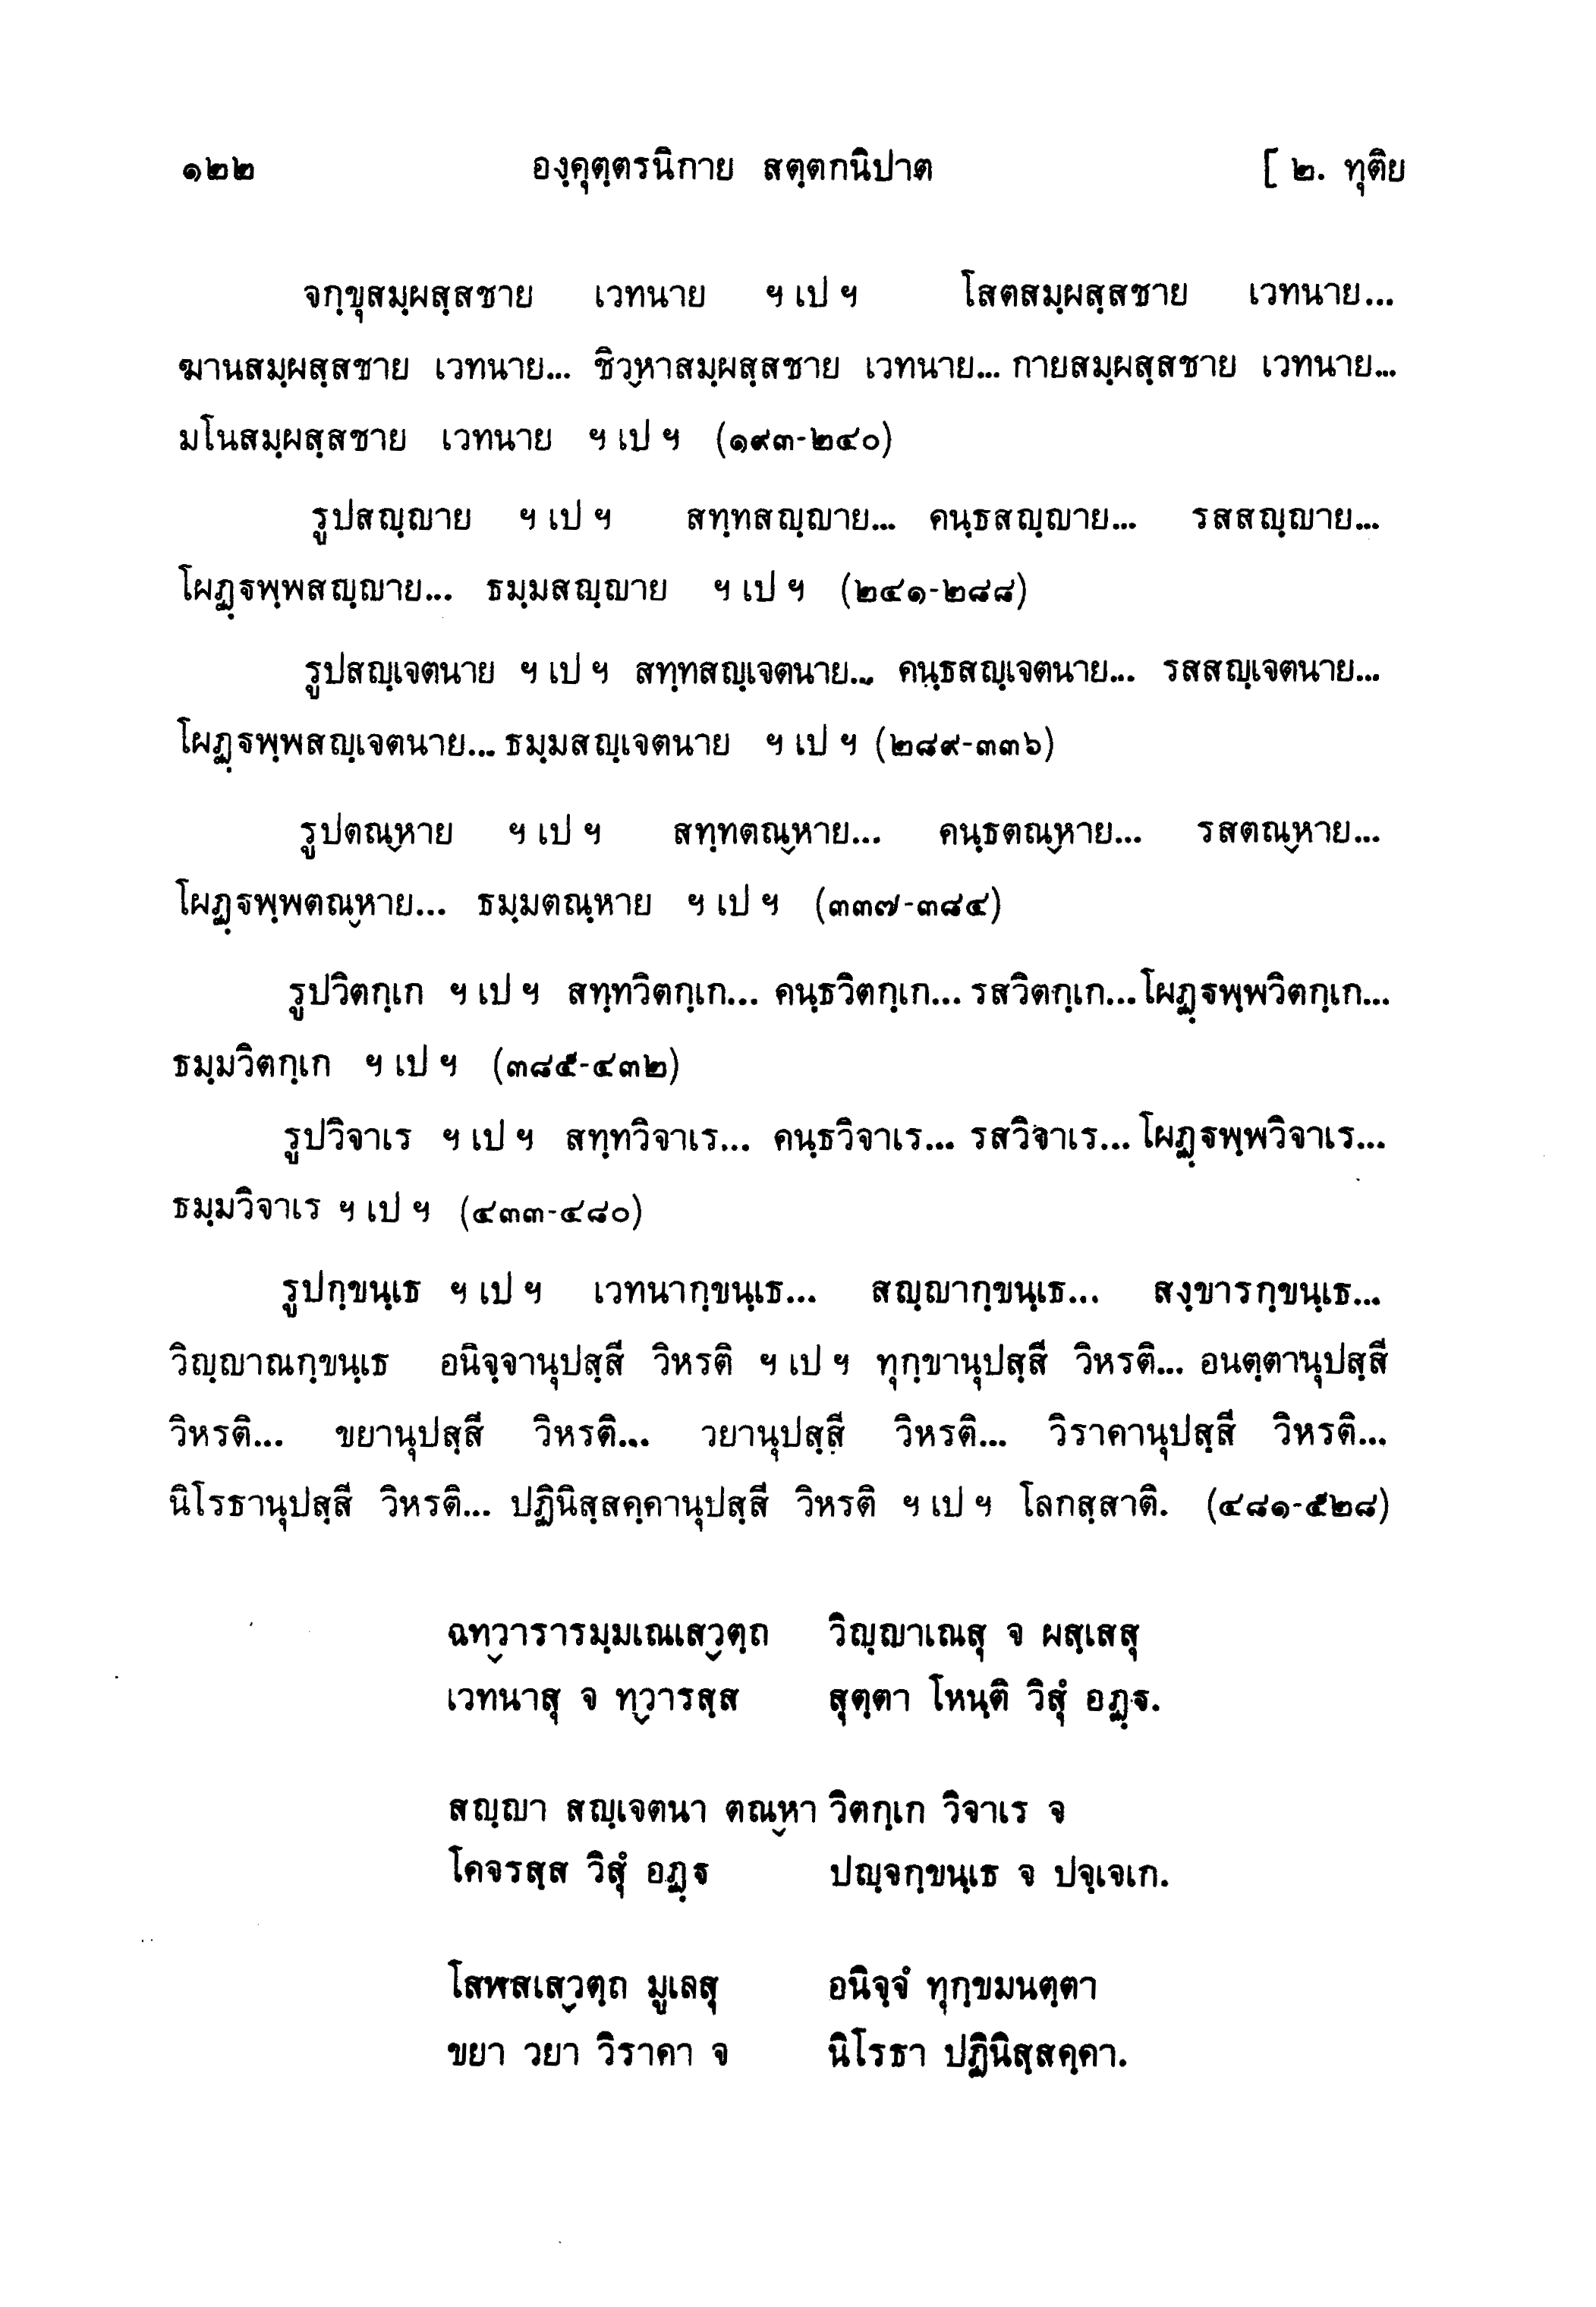 ๑๒๒ องฺคุตฺตรนิกาย สตฺตกนิปาต [ ๒. ทุติย
จกฺขุสมฺผสฺสชาย เวทนาย ฯ เป ฯ โสตสมฺผสฺสชาย เวทนาย...
ฆานสมฺผสฺสชาย เวทนาย... ชิวฺหาสมฺผสฺสชาย เวทนาย... กายสมฺผสฺสชาย เวทนาย...
มโนสมฺผสฺสชาย เวทนาย ฯ เป ฯ (๑๙๓-๒๔๐)
รูปสญฺญาย ฯ เป ฯ สทฺทสญฺญาย... คนฺธสญฺญาย... รสสญฺญาย...
โผฏฺฐพฺพสญฺญาย... ธมฺมสญฺญาย ฯ เป ฯ (๒๔๑-๒๘๘)
รูปสญฺเจตนาย ฯ เป ฯ สทฺทสญฺเจตนาย... คนฺธสญฺเจตนาย... รสสญฺเจตนาย...
โผฏฺฐพฺพสญฺเจตนาย... ธมฺมสญฺเจตนาย ฯ เป ฯ (๒๘๙-๓๓๖)
รูปตณฺหาย ฯ เป ฯ สทฺทตณฺหาย... คนฺธตณฺหาย... รสตณฺหาย...
โผฏฺฐพฺพตณฺหาย... ธมฺมตณฺหาย ฯ เป ฯ (๓๓๗-๓๘๔)
รูปวิตกฺเก ฯ เป ฯ สทฺทวิตกฺเก... คนฺธวิตกฺเก... รสวิตกฺเก... โผฏฺฐพฺพวิตกฺเก...
ธมฺมวิตกฺเก ฯ เป ฯ (๓๘๕-๔๓๒)
รูปวิจาเร ฯ เป ฯ สทฺทวิจาเร... คนฺธวิจาเร... รสวิจาเร... โผฏฺฐพฺพวิจาเร...
ธมฺมวิจาเร ฯ เป ฯ (๔๓๓-๔๘๐)
รูปกฺขนฺเธ ฯ เป ฯ เวทนากฺขนฺเธ... สญฺญากฺขนฺเธ... สงฺขารกฺขนฺเธ...
วิญฺญาณกฺขนฺเธ อนิจฺจานุปสฺสี วิหรติ ฯ เป ฯ ทุกฺขานุปสฺสี วิหรติ... อนตฺตานุปสฺสี
วิหรติ... ขยานุปสฺสี วิหรติ... วยานุปสฺสี วิหรติ... วิราคานุปสฺสี วิหรติ...
นิโรธานุปสฺสี วิหรติ... ปฏินิสฺสคฺคานุปสฺสี วิหรติ ฯ เป ฯ โลกสฺสาติ. (๔๘๑-๕๒๘)
ฉทฺวารารมฺมเณเสฺวตฺถ วิญฺญาเณสุ จ ผสฺเสสุ
เวทนาสุ จ ทฺวารสฺส สุตฺตา โหนฺติ วิสุํ อฏฺฐ.
สญฺญา สญฺเจตนา ตณฺหา วิตกฺเก วิจาเร จ
โคจรสฺส วิสุํ อฏฺฐ ปญฺจกฺขนฺเธ จ ปจฺเจเก.
โสฬสเสฺวตฺถ มูเลสุ อนิจฺจํ ทุกฺขมนตฺตา
ขยา วยา วิราคา จ นิโรธา ปฏินิสฺสคฺคา.